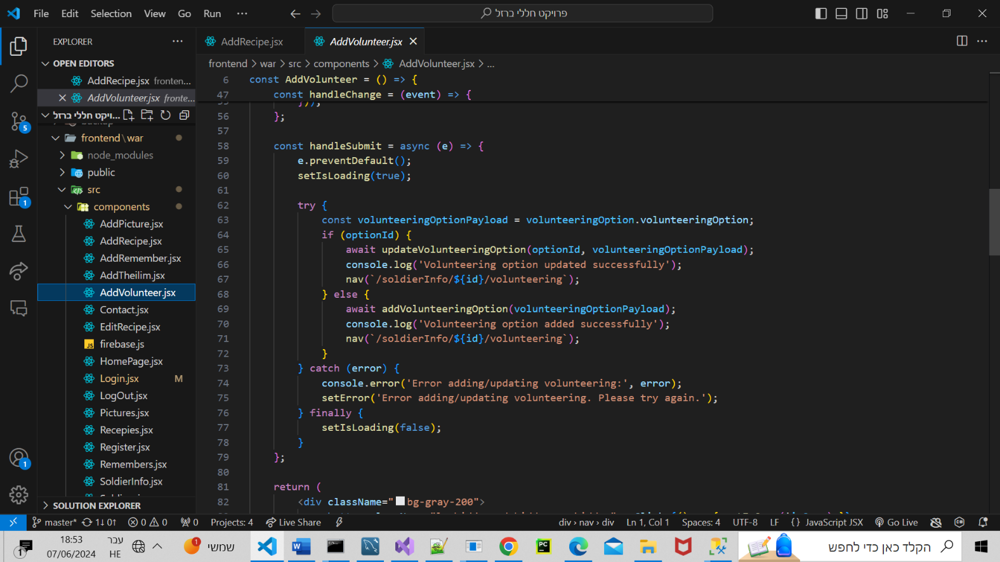 File Edit Selection View Go Run ···
פרויקט חללי ברזל
EXPLORER
OPEN EDITORS
AddRecipe.jsx fronten...
AddVolunteer.jsx fronte...
ויקט חללי ברזל...
frontend\war
node_modules
public
src
components
AddPicture.jsx
AddRecipe.jsx
AddRemember.jsx
AddTheilim.jsx
AddVolunteer.jsx
Contact.jsx
EditRecipe.jsx
JS firebase.js
HomePage.jsx
Login.jsx M
LogOut.jsx
Pictures.jsx
Recepies.jsx
Register.jsx
Remembers.jsx
SoldierInfo.jsx
SOLUTION EXPLORER
5
1
1
AddRecipe.jsx
AddVolunteer.jsx
frontend > war > src > components > AddVolunteer.jsx > ...
6 const AddVolunteer = () => {
47 const handleChange = (event) => {
56 };
57
58 const handleSubmit = async (e) => {
59 e.preventDefault();
60 setIsLoading(true);
61
62 try {
63 const volunteeringOptionPayload = volunteeringOption.volunteeringOption;
64 if (optionId) {
65 await updateVolunteeringOption(optionId, volunteeringOptionPayload);
66 console.log('Volunteering option updated successfully');
67 nav(`/soldierInfo/${id}/volunteering`);
68 } else {
69 await addVolunteeringOption(volunteeringOptionPayload);
70 console.log('Volunteering option added successfully');
71 nav(`/soldierInfo/${id}/volunteering`);
72 }
73 } catch (error) {
74 console.error('Error adding/updating volunteering:', error);
75 setError('Error adding/updating volunteering. Please try again.');
76 } finally {
77 setIsLoading(false);
78 }
79 };
80
81 return (
82 <div className="bg-gray-200">
master* 1↓ 0↑ 0 0 0 Projects: 4 Live Share div › nav › div Ln 1, Col 1 Spaces: 4 UTF-8 LF {} JavaScript JSX Go Live
1 18:53 עבר 1 שמשי W PC הקלד כאן כדי לחפש
07/06/2024 HE